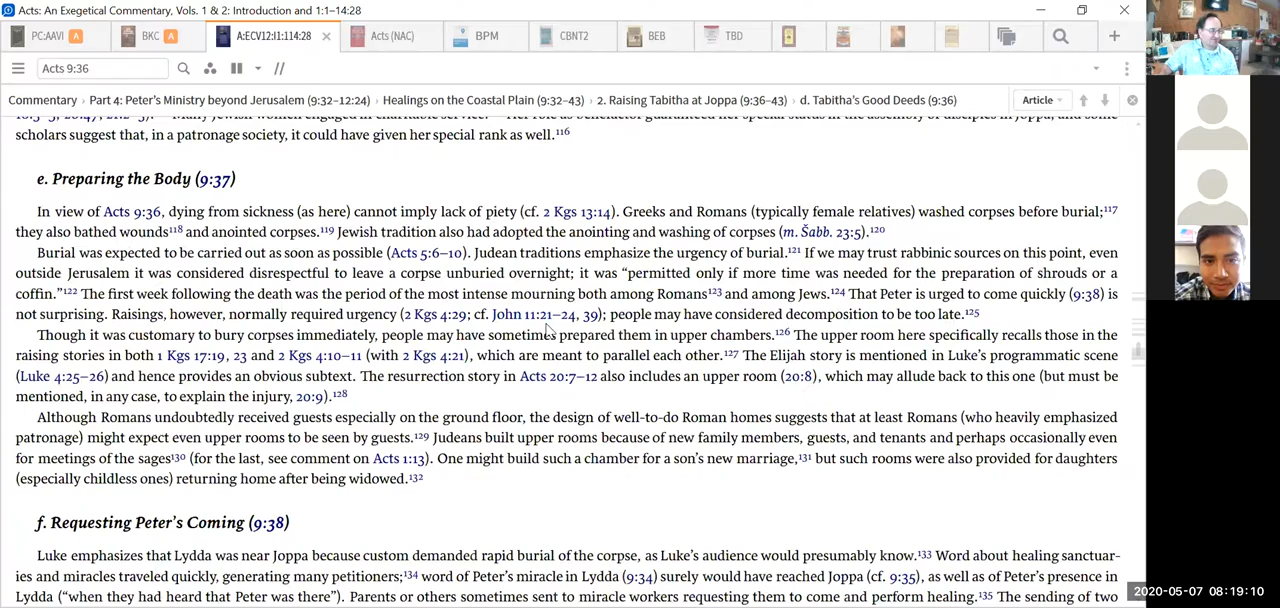 Acts: An Exegetical Commentary, Vols. 1 & 2: Introduction and 1:1–14:28
PC:AAVI A BKC A A:ECV12:I1:114:28 Acts (NAC) BPM CBNT2 BEB TBD
Acts 9:36
Commentary › Part 4: Peter's Ministry beyond Jerusalem (9:32–12:24) › Healings on the Coastal Plain (9:32–43) › 2. Raising Tabitha at Joppa (9:36–43) › d. Tabitha's Good Deeds (9:36) Article
scholars suggest that, in a patronage society, it could have given her special rank as well.116
e. Preparing the Body (9:37)
In view of Acts 9:36, dying from sickness (as here) cannot imply lack of piety (cf. 2 Kgs 13:14). Greeks and Romans (typically female relatives) washed corpses before burial;117
they also bathed wounds118 and anointed corpses.119 Jewish tradition also had adopted the anointing and washing of corpses (m. Šabb. 23:5).120
Burial was expected to be carried out as soon as possible (Acts 5:6–10). Judean traditions emphasize the urgency of burial.121 If we may trust rabbinic sources on this point, even
outside Jerusalem it was considered disrespectful to leave a corpse unburied overnight; it was “permitted only if more time was needed for the preparation of shrouds or a
coffin.”122 The first week following the death was the period of the most intense mourning both among Romans123 and among Jews.124 That Peter is urged to come quickly (9:38) is
not surprising. Raisings, however, normally required urgency (2 Kgs 4:29; cf. John 11:21–24, 39); people may have considered decomposition to be too late.125
Though it was customary to bury corpses immediately, people may have sometimes prepared them in upper chambers.126 The upper room here specifically recalls those in the
raising stories in both 1 Kgs 17:19, 23 and 2 Kgs 4:10–11 (with 2 Kgs 4:21), which are meant to parallel each other.127 The Elijah story is mentioned in Luke's programmatic scene
(Luke 4:25–26) and hence provides an obvious subtext. The resurrection story in Acts 20:7–12 also includes an upper room (20:8), which may allude back to this one (but must be
mentioned, in any case, to explain the injury, 20:9).128
Although Romans undoubtedly received guests especially on the ground floor, the design of well-to-do Roman homes suggests that at least Romans (who heavily emphasized
patronage) might expect even upper rooms to be seen by guests.129 Judeans built upper rooms because of new family members, guests, and tenants and perhaps occasionally even
for meetings of the sages130 (for the last, see comment on Acts 1:13). One might build such a chamber for a son's new marriage,131 but such rooms were also provided for daughters
(especially childless ones) returning home after being widowed.132
f. Requesting Peter's Coming (9:38)
Luke emphasizes that Lydda was near Joppa because custom demanded rapid burial of the corpse, as Luke's audience would presumably know.133 Word about healing sanctuar-
ies and miracles traveled quickly, generating many petitioners;134 word of Peter's miracle in Lydda (9:34) surely would have reached Joppa (cf. 9:35), as well as of Peter's presence in
Lydda (“when they had heard that Peter was there”). Parents or others sometimes sent to miracle workers requesting them to come and perform healing.135 The sending of two
2020-05-07 08:19:10